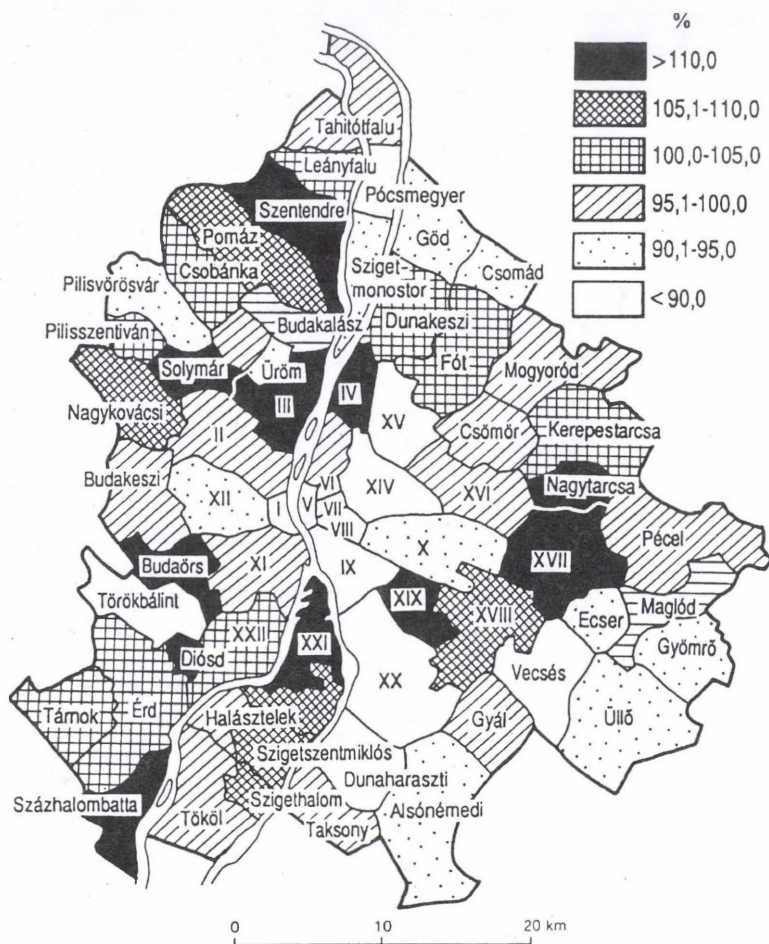 %
>110,0
105,1-110,0
100,0-105,0
95,1-100,0
90,1-95,0
< 90,0
Tahitótfalu
Leányfalu
Pócsmegyer
Szentendre
Göd
Pomáz
Sziget-
monostor
Csomád
Csobánka
Pilisvörösvár
Budakalász
Dunakeszi
Pilisszentiván
Fót
Solymár
Üröm
Mogyoród
III
IV
Nagykovácsi
XV
Csömör
Kerepestarcsa
II
Budakeszi
VI
XIV
XVI
Nagytarcsa
XII
I
V
VII
VIII
X
Pécel
XVII
Budaörs
XI
IX
Törökbálint
XIX
XVIII
Ecser
Maglód
XXII
Gyömrő
XXI
Diósd
Vecsés
XX
Tárnok
Érd
Halásztelek
Gyál
Üllő
Szigetszentmiklós
Dunaharaszti
Százhalombatta
Szigethalom
Alsónémedi
Tököl
Taksony
0 10 20 km